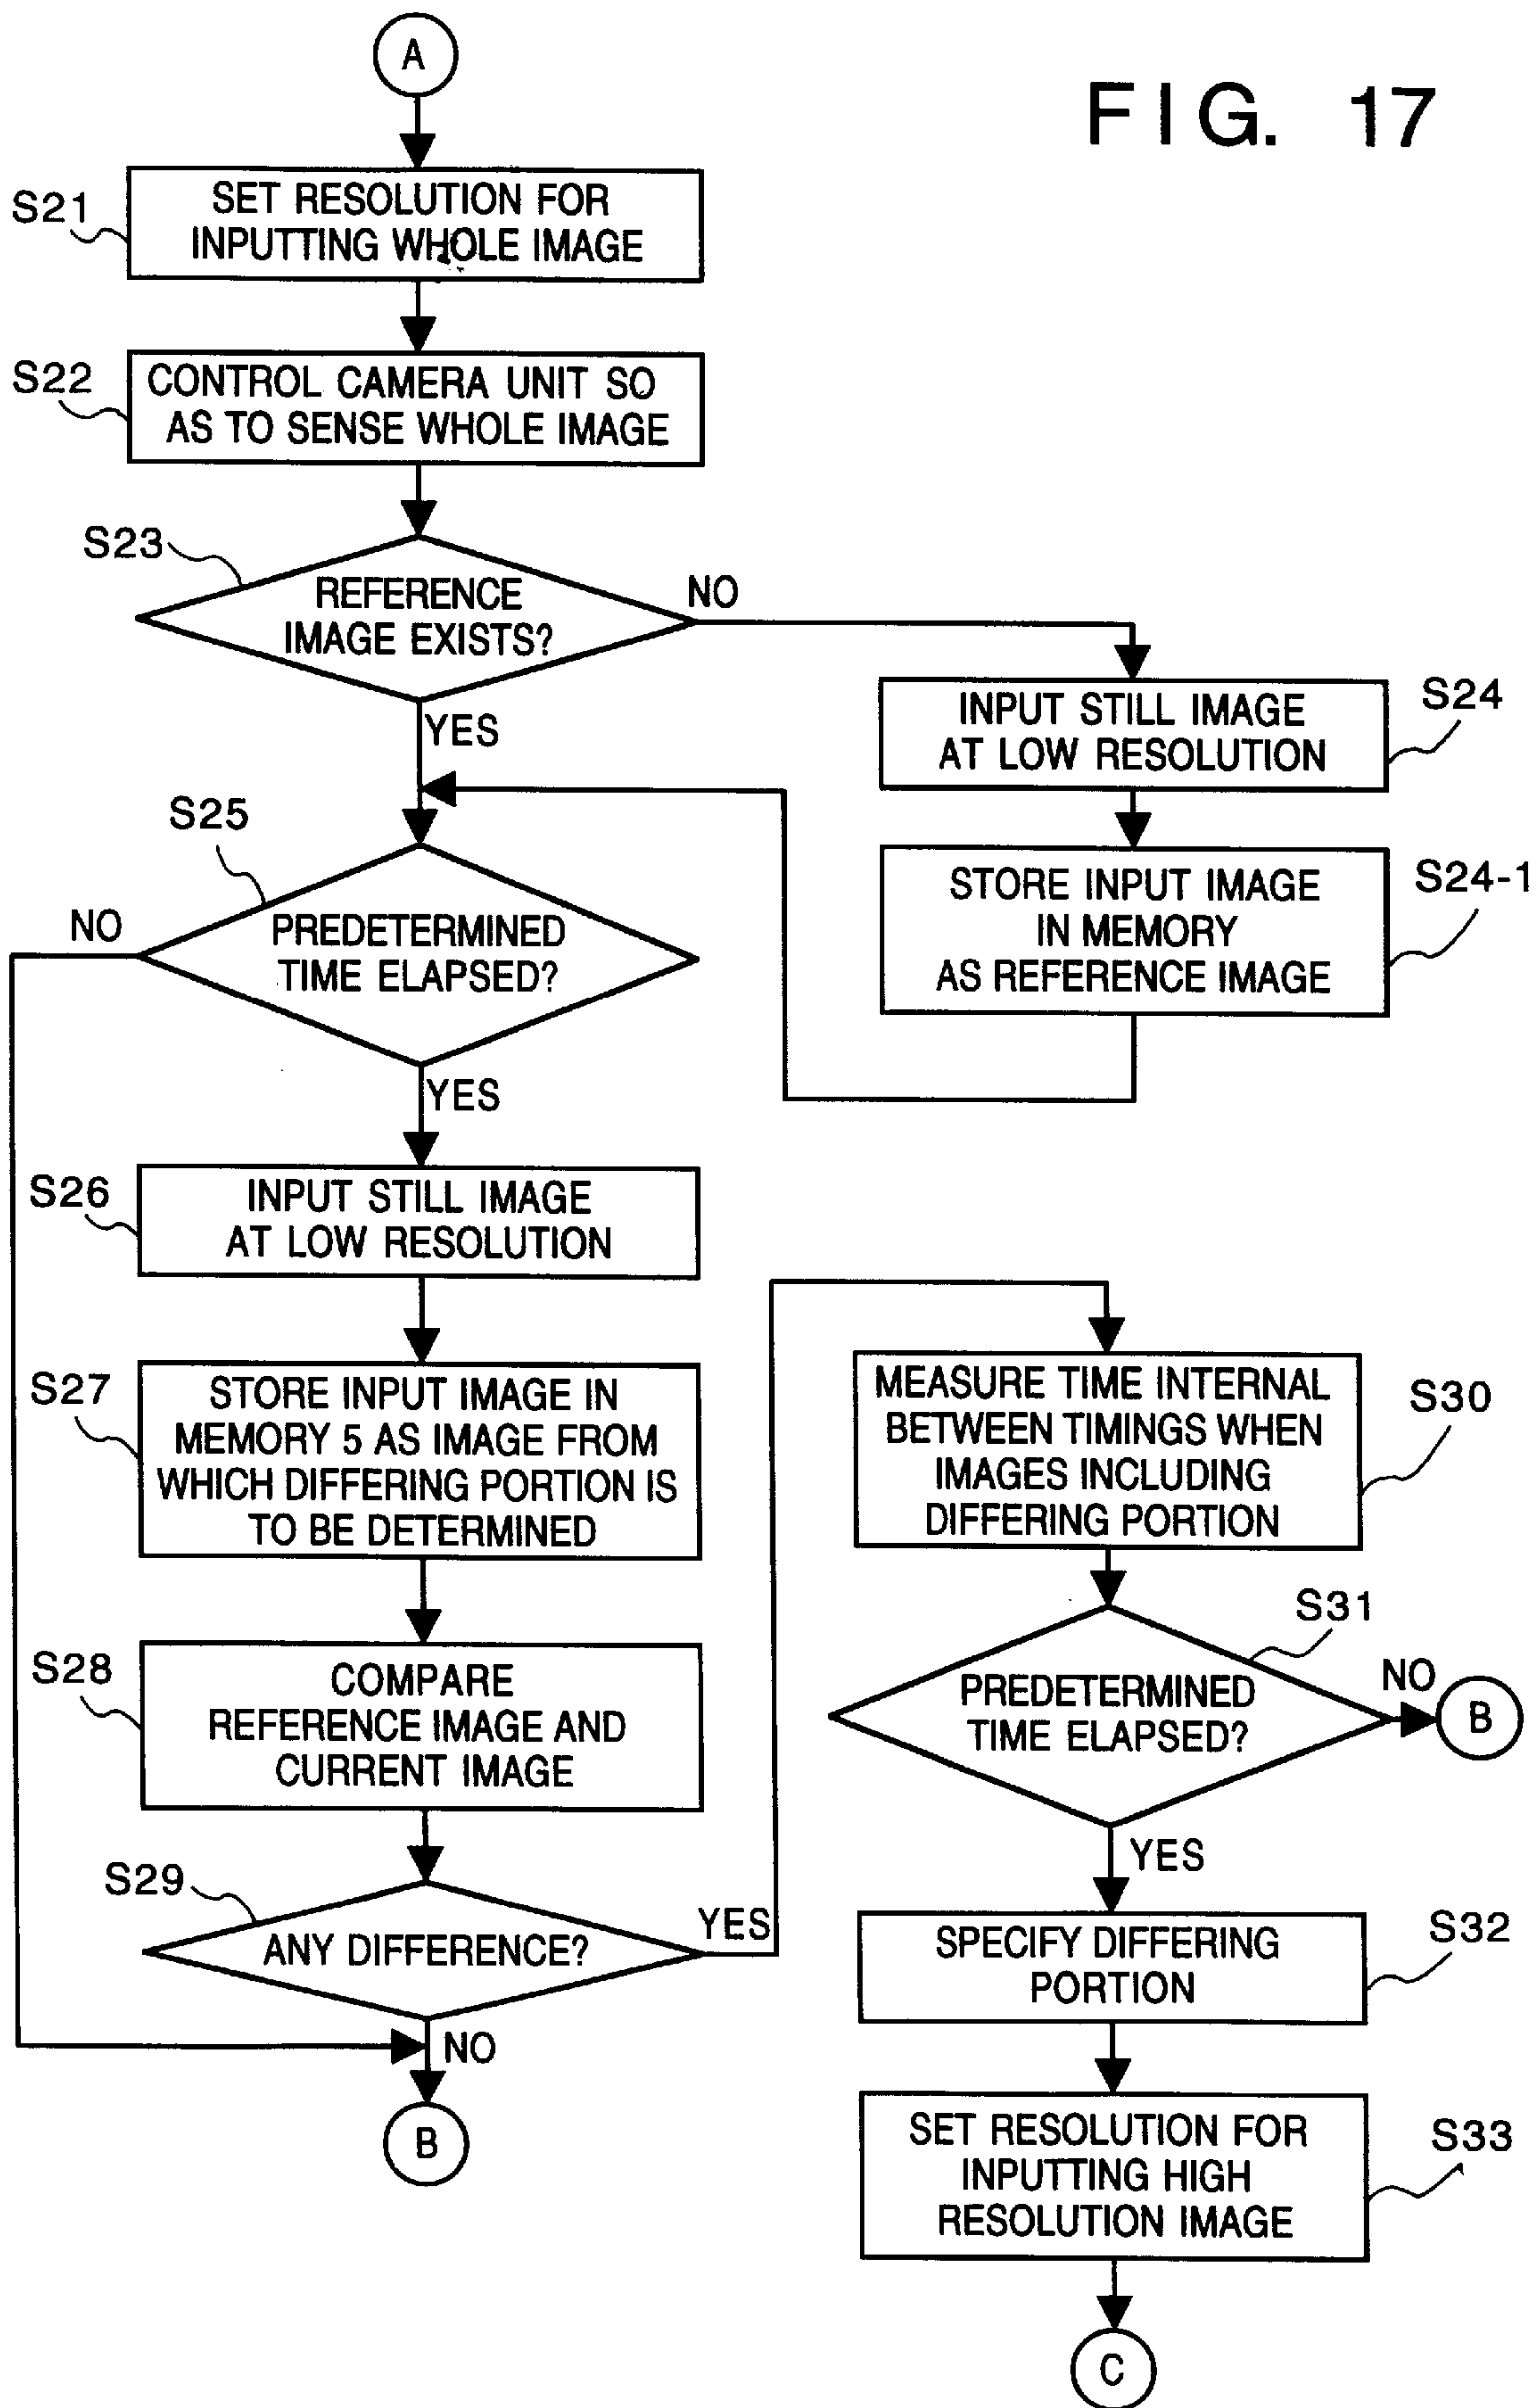 A
FIG. 17
S21
SET RESOLUTION FOR
INPUTTING WHOLE IMAGE
S22
CONTROL CAMERA UNIT SO
AS TO SENSE WHOLE IMAGE
S23
REFERENCE
IMAGE EXISTS?
NO
YES
S24
INPUT STILL IMAGE
AT LOW RESOLUTION
S24-1
STORE INPUT IMAGE
IN MEMORY
AS REFERENCE IMAGE
S25
NO
PREDETERMINED
TIME ELAPSED?
YES
S26
INPUT STILL IMAGE
AT LOW RESOLUTION
S27
STORE INPUT IMAGE IN
MEMORY 5 AS IMAGE FROM
WHICH DIFFERING PORTION IS
TO BE DETERMINED
S28
COMPARE
REFERENCE IMAGE AND
CURRENT IMAGE
S29
ANY DIFFERENCE?
YES
NO
B
MEASURE TIME INTERNAL
BETWEEN TIMINGS WHEN
IMAGES INCLUDING
DIFFERING PORTION
S30
S31
PREDETERMINED
TIME ELAPSED?
NO
B
YES
SPECIFY DIFFERING
PORTION
S32
SET RESOLUTION FOR
INPUTTING HIGH
RESOLUTION IMAGE
S33
C